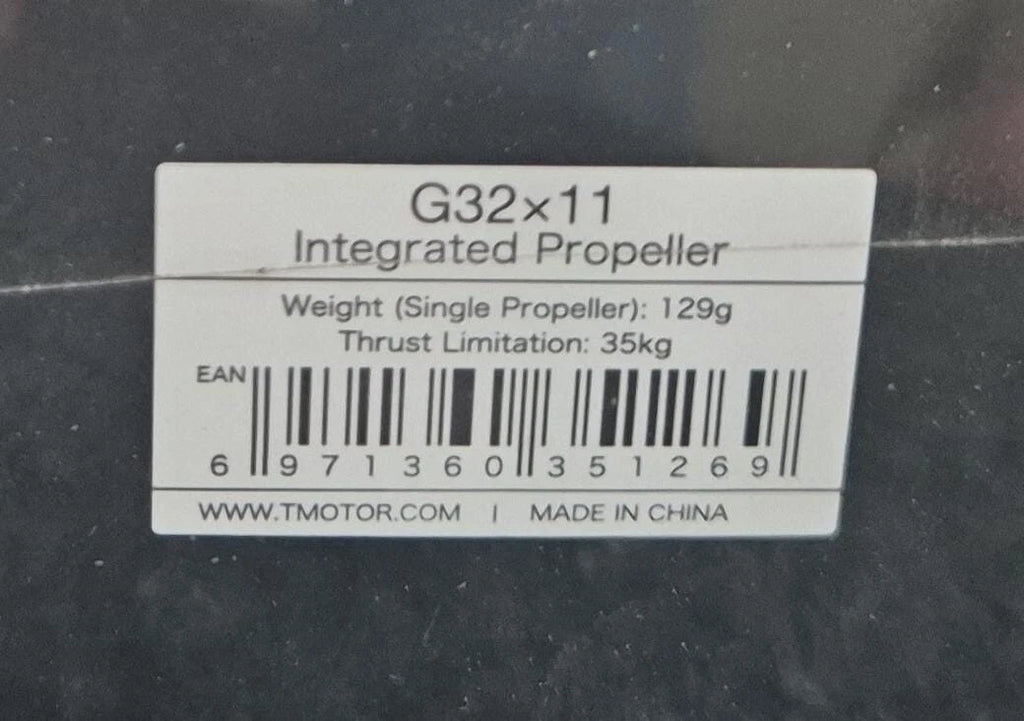 G32×11
Integrated Propeller
Weight (Single Propeller): 129g
Thrust Limitation: 35kg
EAN
6 971360 351269
WWW.TMOTOR.COM | MADE IN CHINA